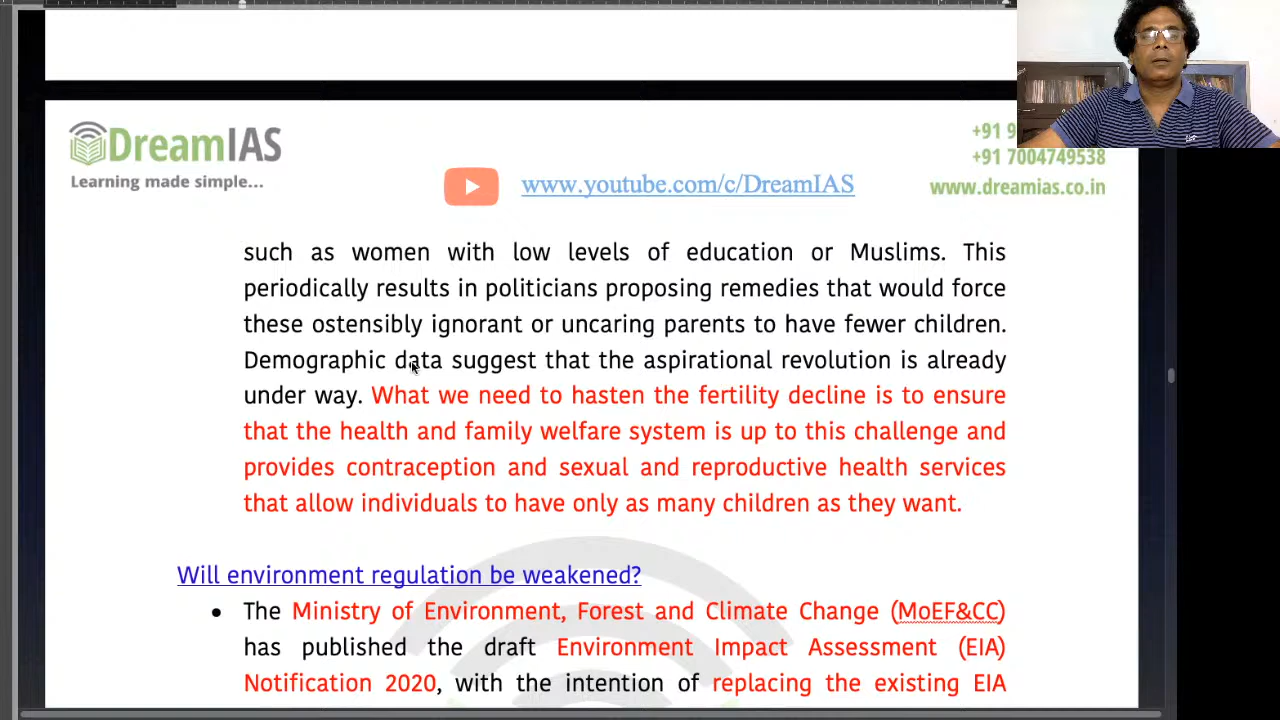 DreamIAS
Learning made simple...
+91 9
+91 7004749538
www.dreamias.co.in
www.youtube.com/c/DreamIAS
such as women with low levels of education or Muslims. This
periodically results in politicians proposing remedies that would force
these ostensibly ignorant or uncaring parents to have fewer children.
Demographic data suggest that the aspirational revolution is already
under way. What we need to hasten the fertility decline is to ensure
that the health and family welfare system is up to this challenge and
provides contraception and sexual and reproductive health services
that allow individuals to have only as many children as they want.
Will environment regulation be weakened?
• The Ministry of Environment, Forest and Climate Change (MoEF&CC)
has published the draft Environment Impact Assessment (EIA)
Notification 2020, with the intention of replacing the existing EIA